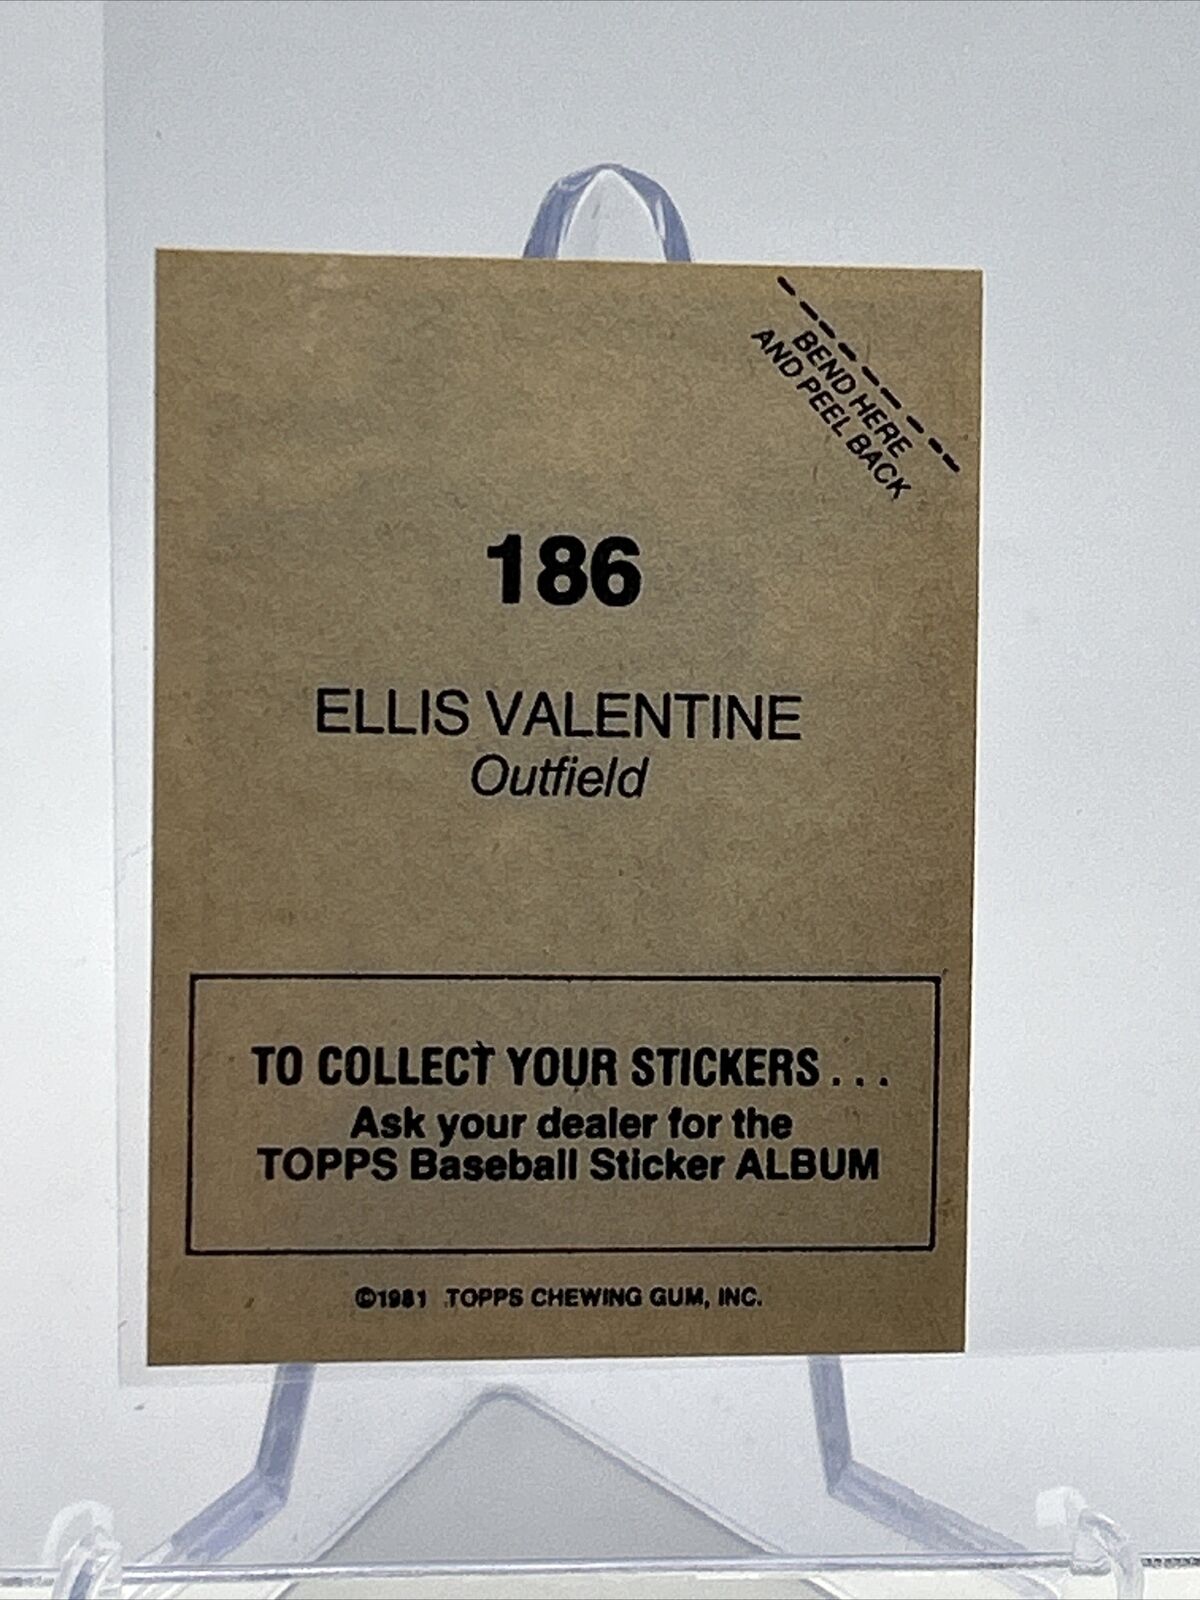 BEND HERE
AND PEEL BACK
186
ELLIS VALENTINE
Outfield
TO COLLECT YOUR STICKERS . . .
Ask your dealer for the
TOPPS Baseball Sticker ALBUM
©1981 TOPPS CHEWING GUM, INC.